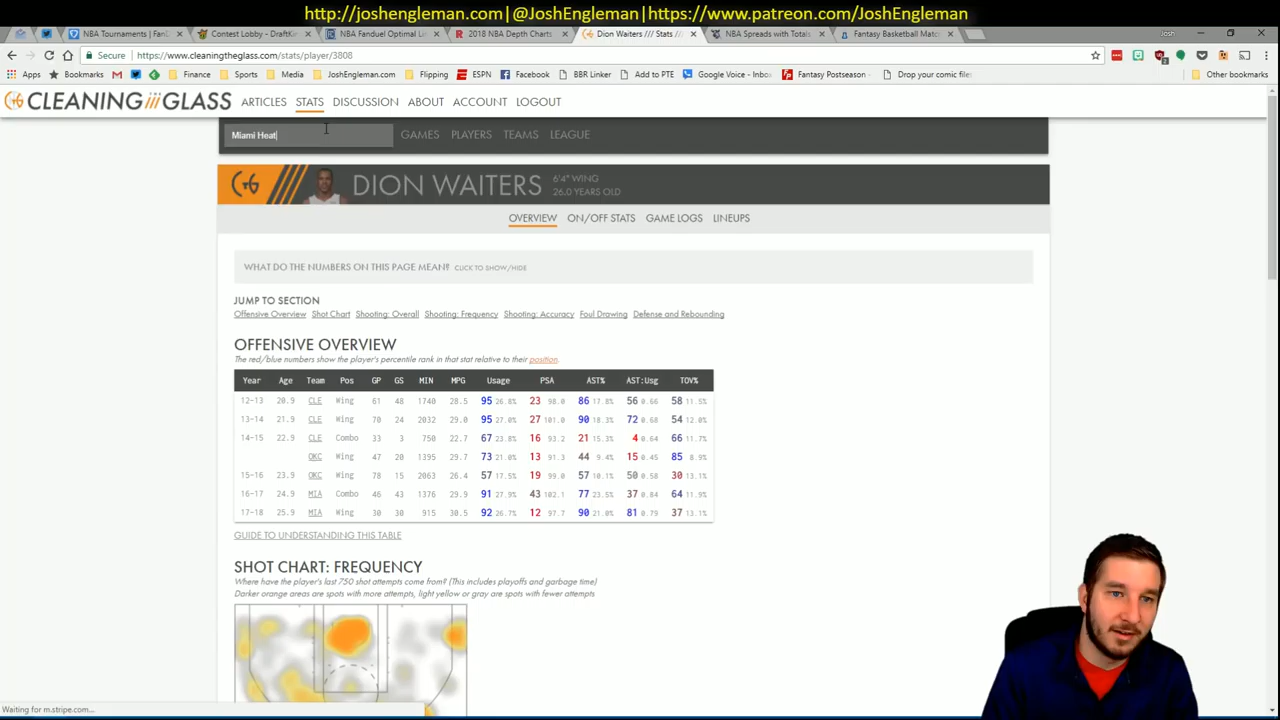 http://joshengleman.com|@JoshEngleman|https://www.patreon.com/JoshEngleman
NBA Tournaments | FanD
Contest Lobby - DraftKin
NBA Fanduel Optimal Lin
2018 NBA Depth Charts
Dion Waiters /// Stats //
NBA Spreads with Totals
Fantasy Basketball Match
Josh
Secure https://www.cleaningtheglass.com/stats/player/3808
Apps Bookmarks Finance Sports Media JoshEngleman.com Flipping ESPN Facebook BBR Linker Add to PTE Google Voice - Inbo Fantasy Postseason - Drop your comic files Other bookmarks
CLEANING GLASS ARTICLES STATS DISCUSSION ABOUT ACCOUNT LOGOUT
Miami Heat GAMES PLAYERS TEAMS LEAGUE
DION WAITERS
6'4" WING
26.0 YEARS OLD
OVERVIEW ON/OFF STATS GAME LOGS LINEUPS
WHAT DO THE NUMBERS ON THIS PAGE MEAN? CLICK TO SHOW/HIDE
JUMP TO SECTION
Offensive Overview Shot Chart Shooting: Overall Shooting: Frequency Shooting: Accuracy Foul Drawing Defense and Rebounding
OFFENSIVE OVERVIEW
The red/blue numbers show the player's percentile rank in that stat relative to their position.
Year Age Team Pos GP GS MIN MPG Usage PSA AST% AST:Usg TOV%
12-13 20.9 CLE Wing 61 48 1740 28.5 95 26.8% 23 98.0 86 17.8% 56 0.66 58 11.5%
13-14 21.9 CLE Wing 70 24 2032 29.0 95 27.0% 27 101.0 90 18.3% 72 0.68 54 12.0%
14-15 22.9 CLE Combo 33 3 750 22.7 67 23.8% 16 93.2 21 15.3% 4 0.64 66 11.7%
OKC Wing 47 20 1395 29.7 73 21.0% 13 91.3 44 9.4% 15 0.45 85 8.9%
15-16 23.9 OKC Wing 78 15 2063 26.4 57 17.5% 19 99.0 57 10.1% 50 0.58 30 13.1%
16-17 24.9 MIA Combo 46 43 1376 29.9 91 27.9% 43 102.1 77 23.5% 37 0.84 64 11.9%
17-18 25.9 MIA Wing 30 30 915 30.5 92 26.7% 12 97.7 90 21.0% 81 0.79 37 13.1%
GUIDE TO UNDERSTANDING THIS TABLE
SHOT CHART: FREQUENCY
Where have the player's last 750 shot attempts come from? (This includes playoffs and garbage time)
Darker orange areas are spots with more attempts, light yellow or gray are spots with fewer attempts
Waiting for m.stripe.com...